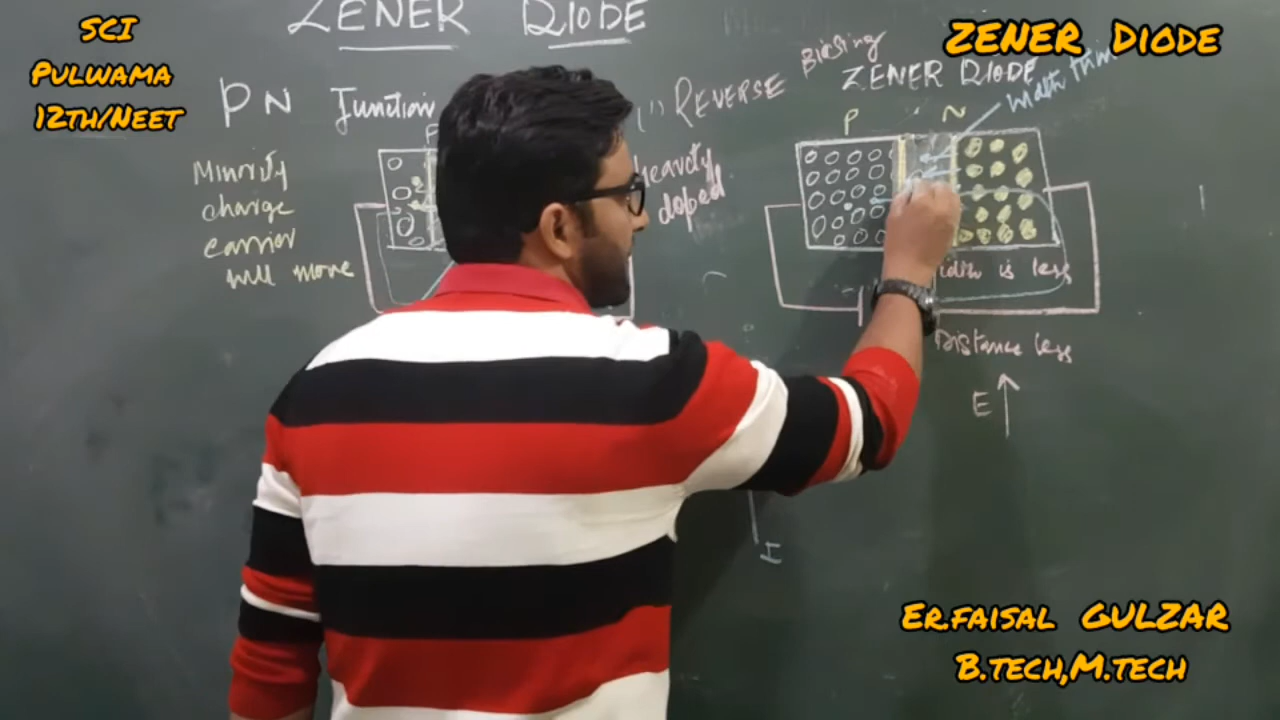 SCI
PULWAMA
12TH/NEET
ZENER DIODE
ER.FAISAL GULZAR
B.TECH,M.TECH
ZENER DIODE
PN Junction
Minority
charge
carrier
will move
P
REVERSE
Biasing
heavily
doped
ZENER DIODE
P N
width
width is less
Distance less
E
I